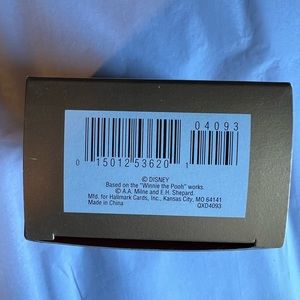 04093
0 15012 53620 1
© DISNEY
Based on the "Winnie the Pooh" works.
© A.A. Milne and E.H. Shepard.
Mfd. for Hallmark Cards, Inc., Kansas City, MO 64141
Made in China QXD4093